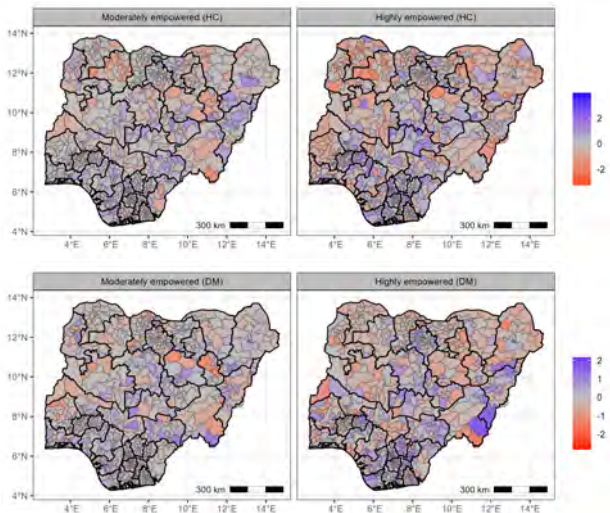 Moderately empowered (HC) Highly empowered (HC)
14°N
12°N
10°N
8°N
6°N
4°N
2
0
-2
300 km 300 km
4°E 6°E 8°E 10°E 12°E 14°E 4°E 6°E 8°E 10°E 12°E 14°E
Moderately empowered (DM) Highly empowered (DM)
14°N
12°N
10°N
8°N
6°N
4°N
2
1
0
-1
-2
300 km 300 km
4°E 6°E 8°E 10°E 12°E 14°E 4°E 6°E 8°E 10°E 12°E 14°E